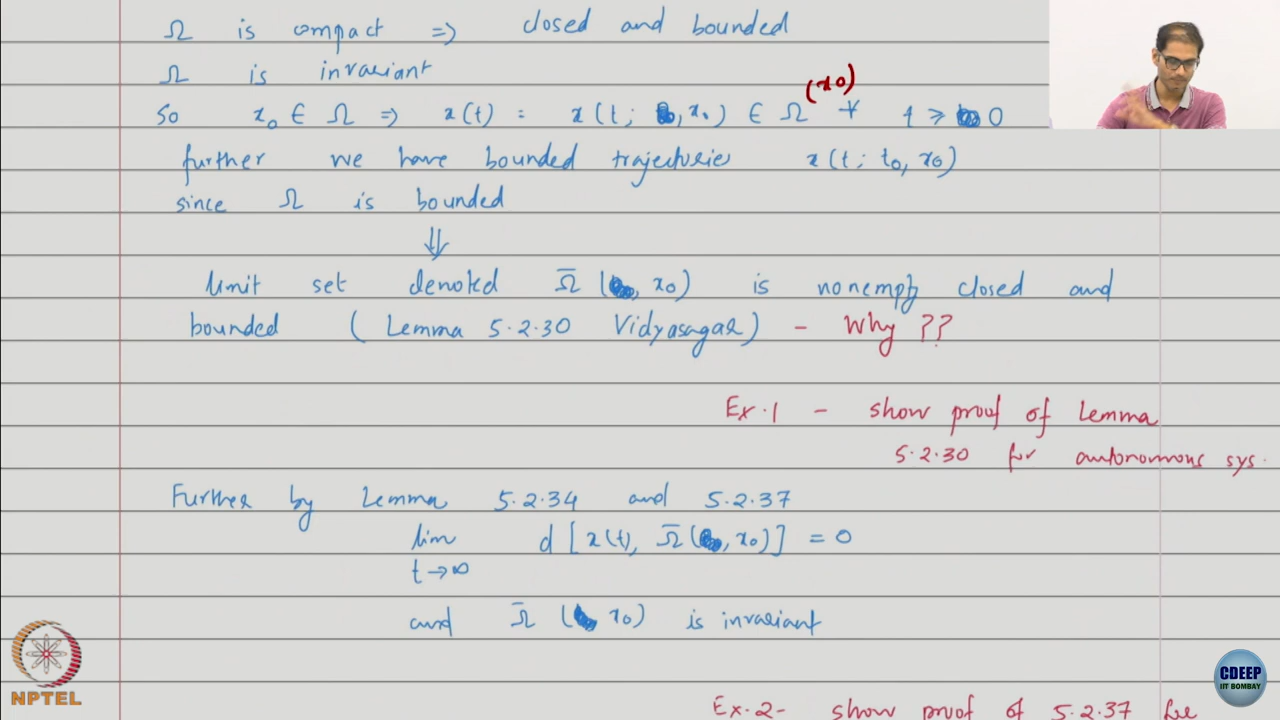 Ω is compact ⇒ closed and bounded
Ω is invariant
(x0)
So x₀ ∈ Ω ⇒ x(t) = x(t; , x₀) ∈ Ω ∀ t ≥ 0
further we have bounded trajectories x(t; t₀, x₀)
since Ω is bounded
⇓
Limit set denoted Ω̄ ( , x₀) is nonempty closed and
bounded ( Lemma 5.2.30 Vidyasagar) - Why ??
Ex.1 - show proof of Lemma
5.2.30 for autonomous sys.
Further by Lemma 5.2.34 and 5.2.37
lim d [x(t), Ω̄( , x₀)] = 0
t → ∞
and Ω̄ ( x₀) is invariant
Ex.2- show proof of 5.2.37 for
NPTEL
CDEEP
IIT BOMBAY